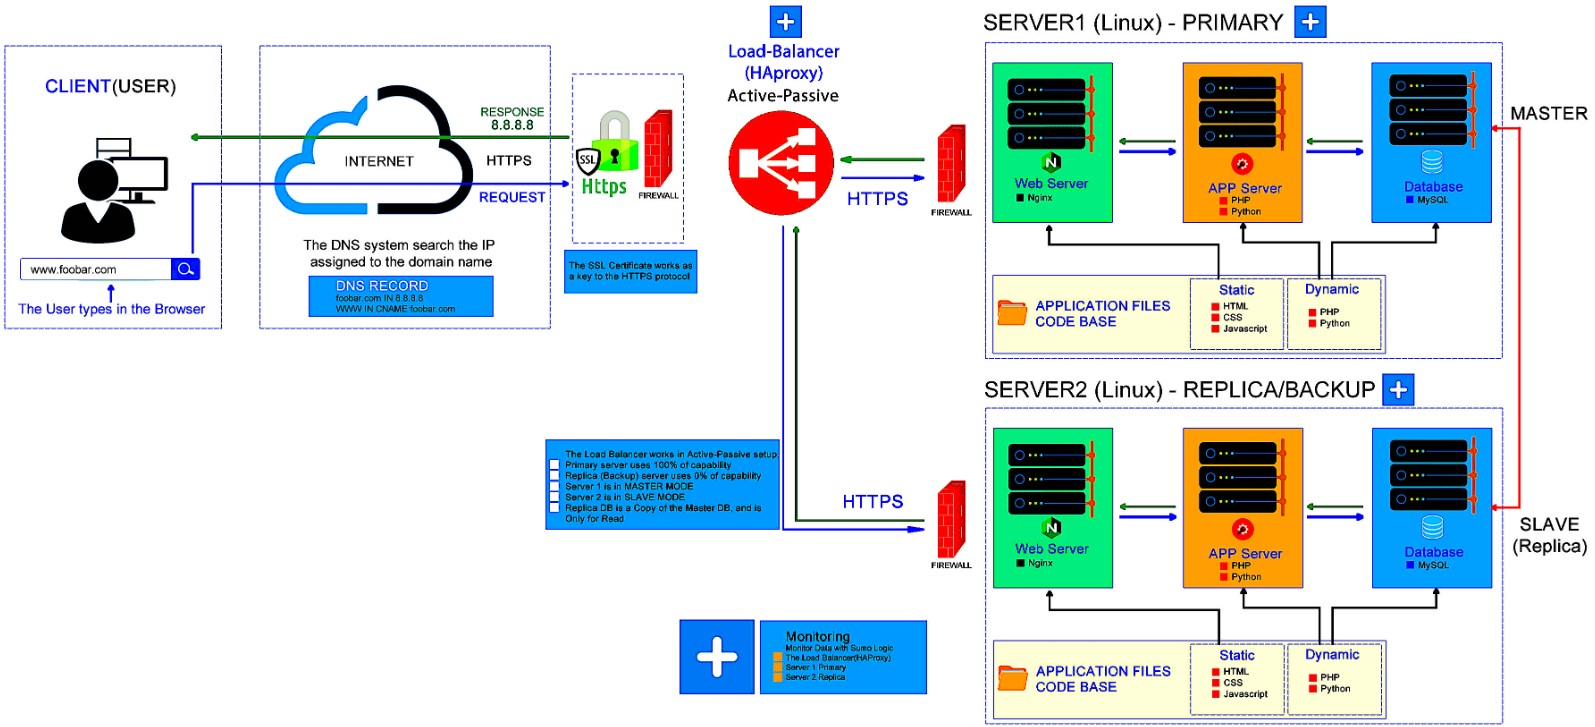 CLIENT(USER)
www.foobar.com
The User types in the Browser
INTERNET
RESPONSE
8.8.8.8
HTTPS
REQUEST
The DNS system search the IP
assigned to the domain name
DNS RECORD
foobar.com IN 8.8.8.8
WWW IN CNAME foobar.com
SSL
Https
FIREWALL
The SSL Certificate works as
a key to the HTTPS protocol
Load-Balancer
(HAproxy)
Active-Passive
HTTPS
FIREWALL
SERVER1 (Linux) - PRIMARY
Web Server
Nginx
APP Server
PHP
Python
Database
MySQL
MASTER
APPLICATION FILES
CODE BASE
Static
HTML
CSS
Javascript
Dynamic
PHP
Python
The Load Balancer works in Active-Passive setup:
Primary server uses 100% of capability
Replica (Backup) server uses 0% of capability
Server 1 is in MASTER MODE
Server 2 is in SLAVE MODE
Replica DB is a Copy of the Master DB, and is
Only for Read.
HTTPS
FIREWALL
SERVER2 (Linux) - REPLICA/BACKUP
Web Server
Nginx
APP Server
PHP
Python
Database
MySQL
SLAVE
(Replica)
APPLICATION FILES
CODE BASE
Static
HTML
CSS
Javascript
Dynamic
PHP
Python
Monitoring
Monitor Data with Sumo Logic
The Load Balancer(HAProxy)
Server 1 Primary
Server 2 Replica